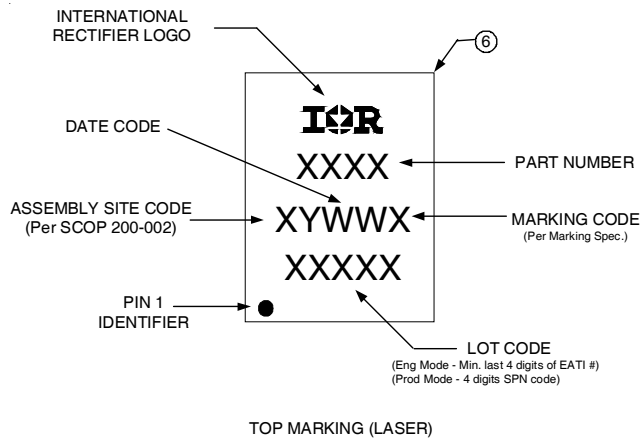 INTERNATIONAL
RECTIFIER LOGO
6
IOR
DATE CODE
XXXX
PART NUMBER
ASSEMBLY SITE CODE
(Per SCOP 200-002)
XYWWX
MARKING CODE
(Per Marking Spec.)
XXXXX
PIN 1
IDENTIFIER
LOT CODE
(Eng Mode - Min. last 4 digits of EATI #)
(Prod Mode - 4 digits SPN code)
TOP MARKING (LASER)